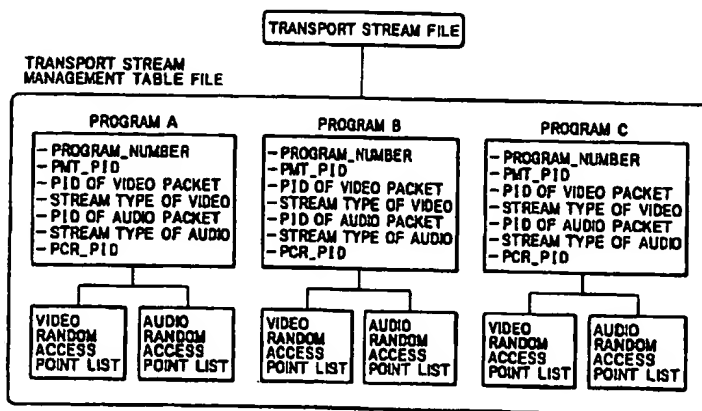 TRANSPORT STREAM FILE
TRANSPORT STREAM
MANAGEMENT TABLE FILE
PROGRAM A
- PROGRAM_NUMBER
- PMT_PID
- PID OF VIDEO PACKET
- STREAM TYPE OF VIDEO
- PID OF AUDIO PACKET
- STREAM TYPE OF AUDIO
- PCR_PID
VIDEO
RANDOM
ACCESS
POINT LIST
AUDIO
RANDOM
ACCESS
POINT LIST
PROGRAM B
- PROGRAM_NUMBER
- PMT_PID
- PID OF VIDEO PACKET
- STREAM TYPE OF VIDEO
- PID OF AUDIO PACKET
- STREAM TYPE OF AUDIO
- PCR_PID
VIDEO
RANDOM
ACCESS
POINT LIST
AUDIO
RANDOM
ACCESS
POINT LIST
PROGRAM C
- PROGRAM_NUMBER
- PMT_PID
- PID OF VIDEO PACKET
- STREAM TYPE OF VIDEO
- PID OF AUDIO PACKET
- STREAM TYPE OF AUDIO
- PCR_PID
VIDEO
RANDOM
ACCESS
POINT LIST
AUDIO
RANDOM
ACCESS
POINT LIST